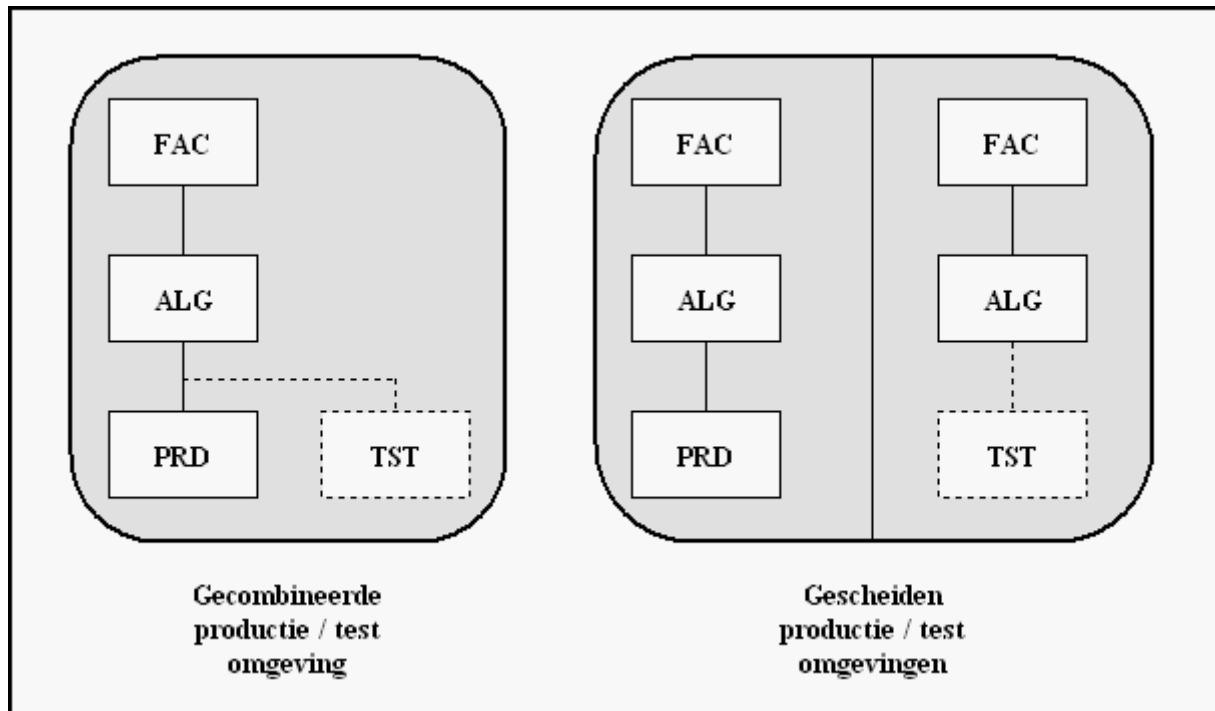 FAC
ALG
PRD
TST
Gecombineerde
productie / test
omgeving
FAC
FAC
ALG
ALG
PRD
TST
Gescheiden
productie / test
omgevingen